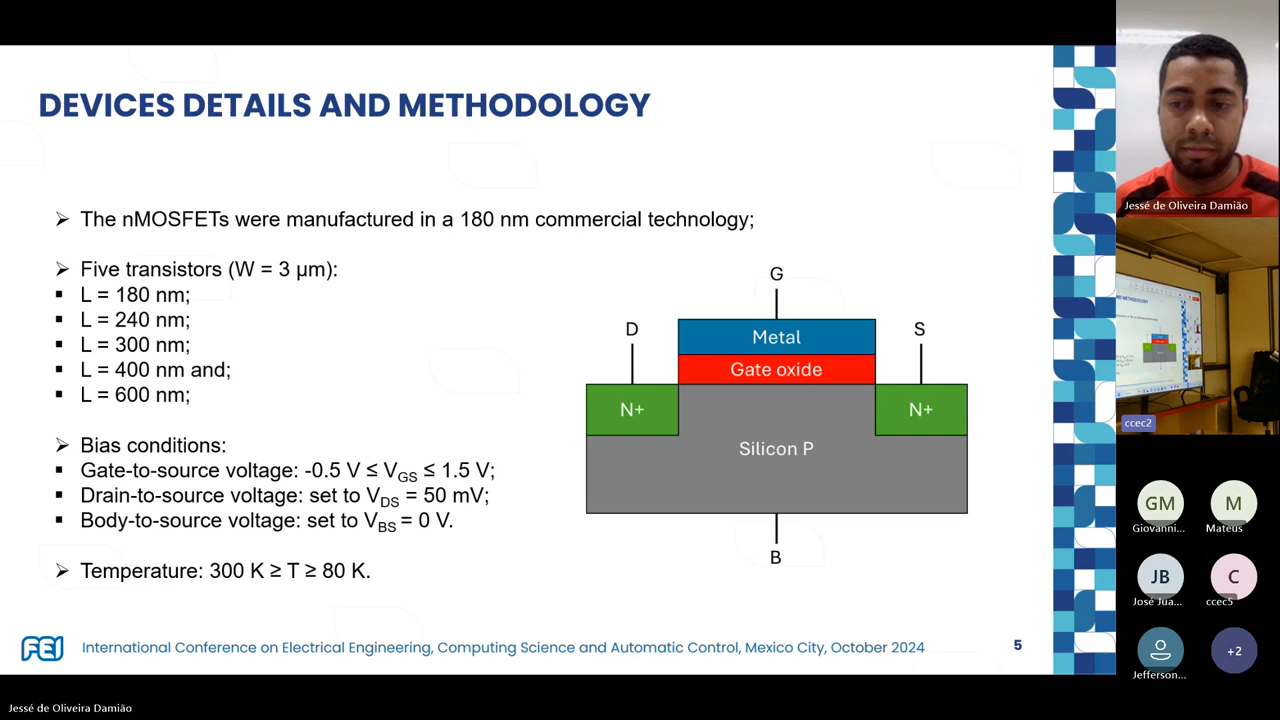 DEVICES DETAILS AND METHODOLOGY
➢ The nMOSFETs were manufactured in a 180 nm commercial technology;
➢ Five transistors (W = 3 µm):
▪ L = 180 nm;
▪ L = 240 nm;
▪ L = 300 nm;
▪ L = 400 nm and;
▪ L = 600 nm;
➢ Bias conditions:
▪ Gate-to-source voltage: -0.5 V ≤ VGS ≤ 1.5 V;
▪ Drain-to-source voltage: set to VDS = 50 mV;
▪ Body-to-source voltage: set to VBS = 0 V.
➢ Temperature: 300 K ≥ T ≥ 80 K.
G
D
S
Metal
Gate oxide
N+
N+
Silicon P
B
FEI
International Conference on Electrical Engineering, Computing Science and Automatic Control, Mexico City, October 2024
5
Jessé de Oliveira Damião
ccec2
GM
Giovanni...
M
Mateus
JB
José Jua...
C
ccec5
Jefferson...
+2
Jessé de Oliveira Damião